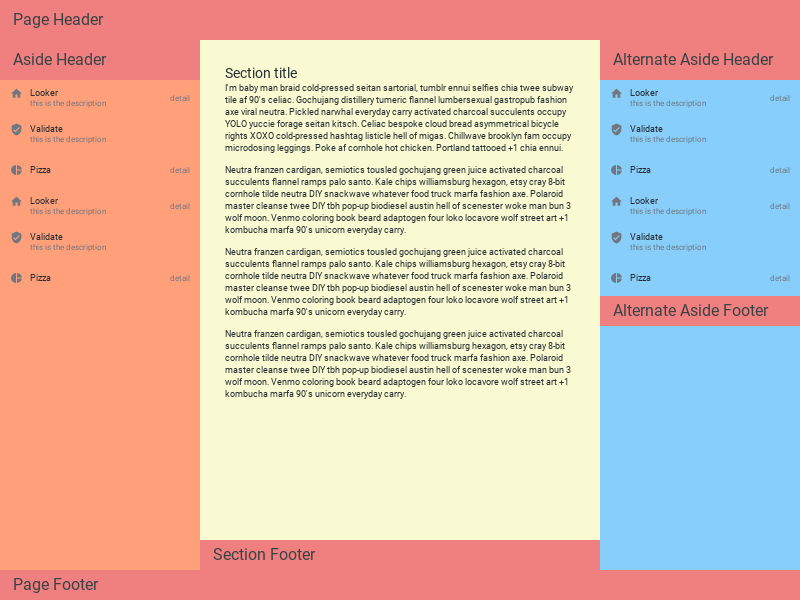 Page Header
Aside Header
Looker
this is the description
detail
Validate
this is the description
Pizza
detail
Looker
this is the description
detail
Validate
this is the description
Pizza
detail
Section title
I'm baby man braid cold-pressed seitan sartorial, tumblr ennui selfies chia twee subway
tile af 90's celiac. Gochujang distillery tumeric flannel lumbersexual gastropub fashion
axe viral neutra. Pickled narwhal everyday carry activated charcoal succulents occupy
YOLO yuccie forage seitan kitsch. Celiac bespoke cloud bread asymmetrical bicycle
rights XOXO cold-pressed hashtag listicle hell of migas. Chillwave brooklyn fam occupy
microdosing leggings. Poke af cornhole hot chicken. Portland tattooed +1 chia ennui.
Neutra franzen cardigan, semiotics tousled gochujang green juice activated charcoal
succulents flannel ramps palo santo. Kale chips williamsburg hexagon, etsy cray 8-bit
cornhole tilde neutra DIY snackwave whatever food truck marfa fashion axe. Polaroid
master cleanse twee DIY tbh pop-up biodiesel austin hell of scenester woke man bun 3
wolf moon. Venmo coloring book beard adaptogen four loko locavore wolf street art +1
kombucha marfa 90's unicorn everyday carry.
Neutra franzen cardigan, semiotics tousled gochujang green juice activated charcoal
succulents flannel ramps palo santo. Kale chips williamsburg hexagon, etsy cray 8-bit
cornhole tilde neutra DIY snackwave whatever food truck marfa fashion axe. Polaroid
master cleanse twee DIY tbh pop-up biodiesel austin hell of scenester woke man bun 3
wolf moon. Venmo coloring book beard adaptogen four loko locavore wolf street art +1
kombucha marfa 90's unicorn everyday carry.
Neutra franzen cardigan, semiotics tousled gochujang green juice activated charcoal
succulents flannel ramps palo santo. Kale chips williamsburg hexagon, etsy cray 8-bit
cornhole tilde neutra DIY snackwave whatever food truck marfa fashion axe. Polaroid
master cleanse twee DIY tbh pop-up biodiesel austin hell of scenester woke man bun 3
wolf moon. Venmo coloring book beard adaptogen four loko locavore wolf street art +1
kombucha marfa 90's unicorn everyday carry.
Section Footer
Alternate Aside Header
Looker
this is the description
detail
Validate
this is the description
Pizza
detail
Looker
this is the description
detail
Validate
this is the description
Pizza
detail
Alternate Aside Footer
Page Footer